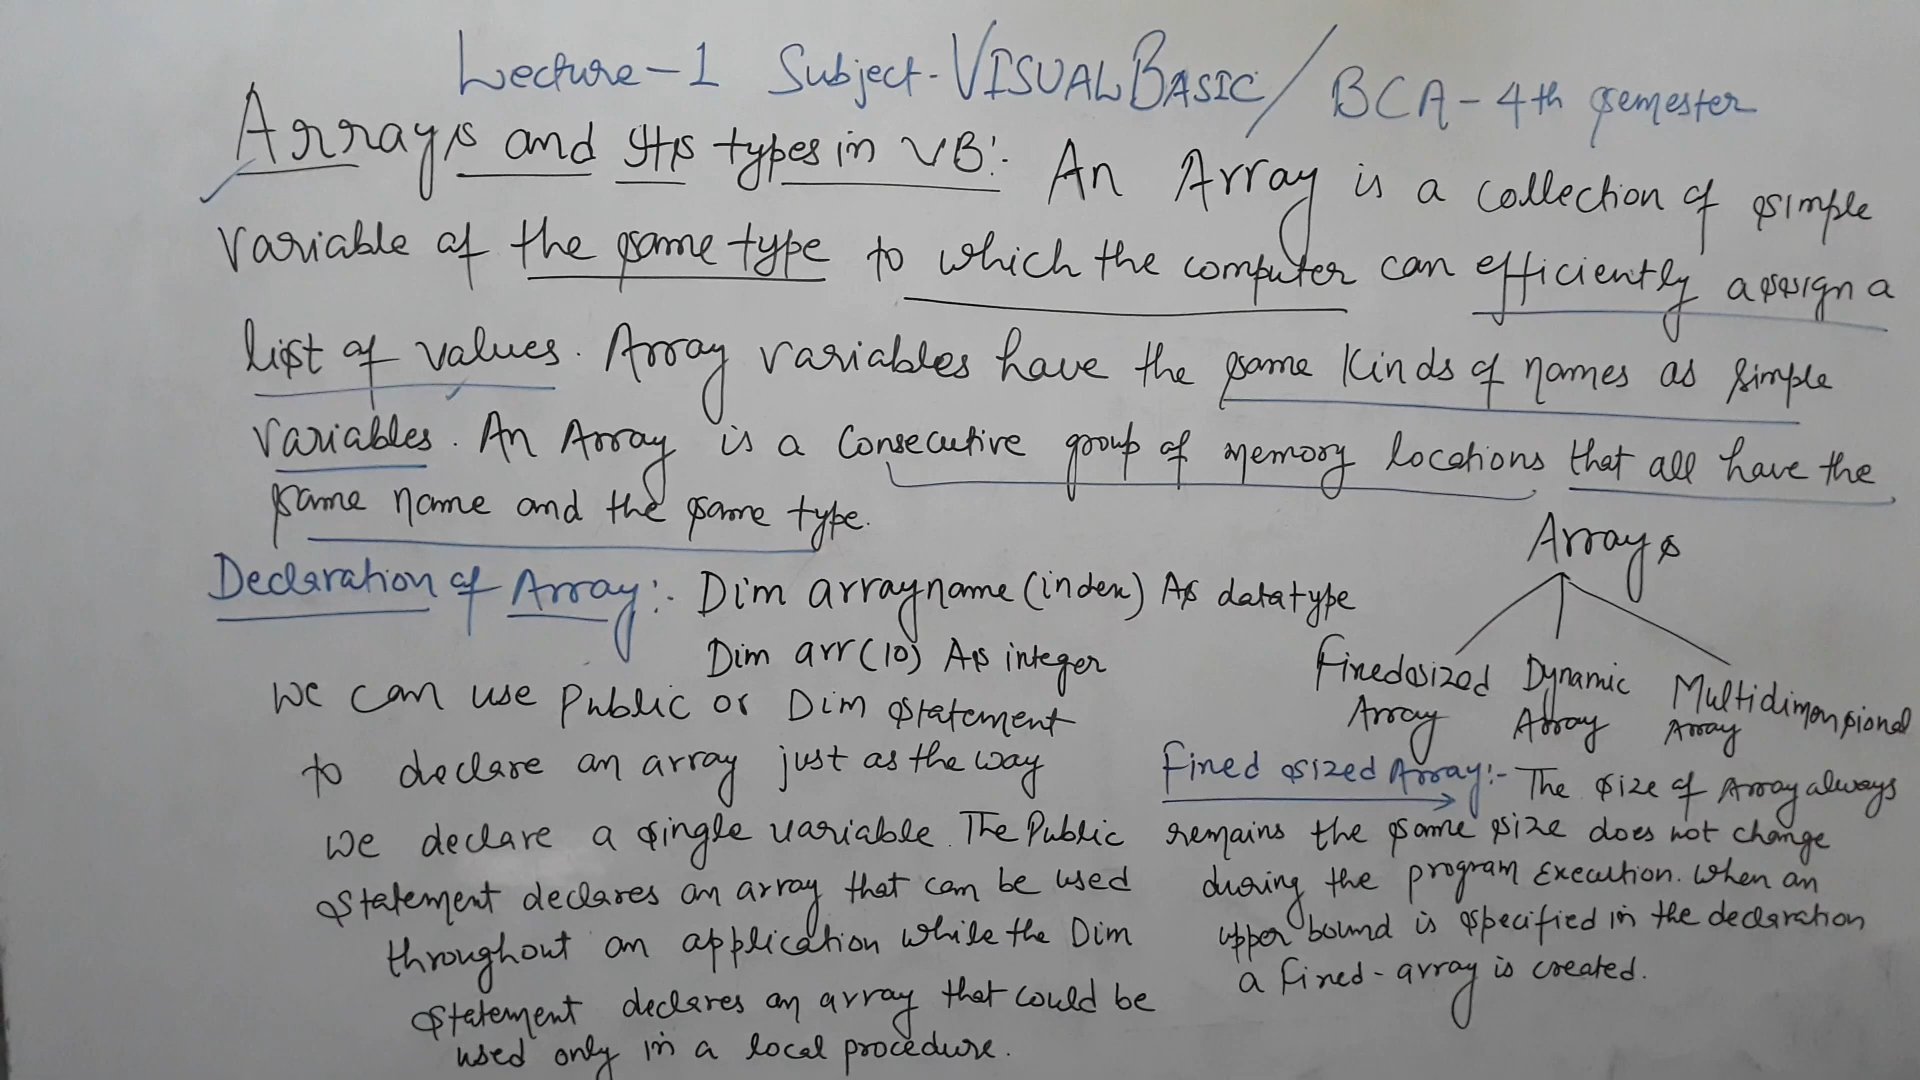 Lecture-1 Subject-VISUAL BASIC/ BCA-4th semester
Arrays and Its types in VB:- An Array is a collection of simple
variable of the same type to which the computer can efficiently assign a
list of values. Array variables have the same kinds of names as simple
variables. An Array is a consecutive group of memory locations that all have the
same name and the same type.
Declaration of Array:- Dim arrayname (index) As datatype
Dim arr(10) As integer
we can use Public or Dim statement
to declare an array just as the way
we declare a single variable. The Public
statement declares an array that can be used
throughout an application while the Dim
statement declares an array that could be
used only in a local procedure.
Arrays
Fixedsized Array
Dynamic Array
Multidimensional Array
Fixed sized Array:- The size of Array always
remains the same size does not change
during the program execution. When an
upper bound is specified in the declaration
a fixed-array is created.